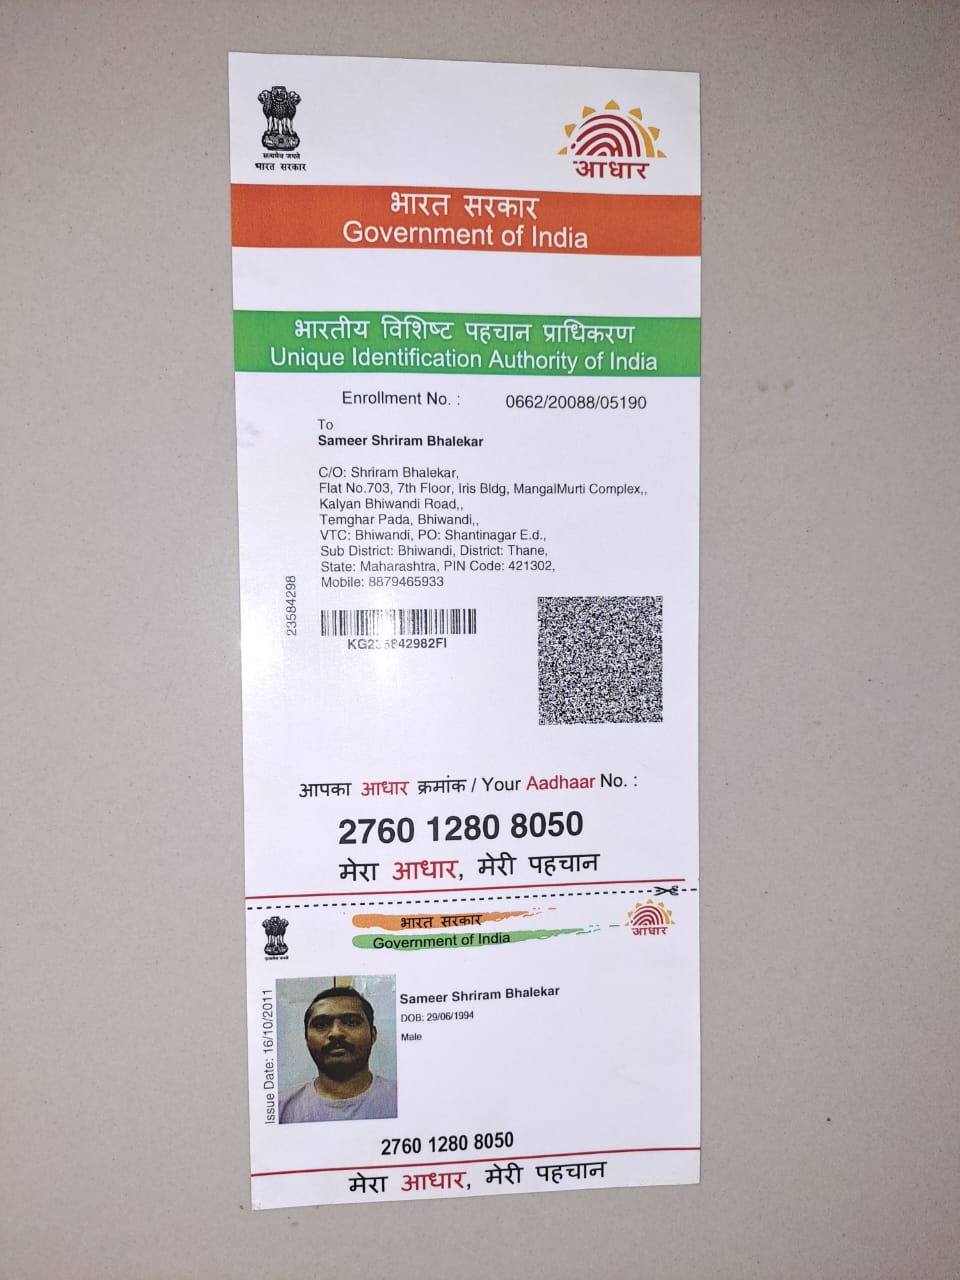 सत्यमेव जयते
भारत सरकार
आधार
भारत सरकार
Government of India
भारतीय विशिष्ट पहचान प्राधिकरण
Unique Identification Authority of India
Enrollment No. : 0662/20088/05190
To
Sameer Shriram Bhalekar
C/O: Shriram Bhalekar,
Flat No.703, 7th Floor, Iris Bldg, MangalMurti Complex,,
Kalyan Bhiwandi Road,,
Temghar Pada, Bhiwandi,,
VTC: Bhiwandi, PO: Shantinagar E.d.,
Sub District: Bhiwandi, District: Thane,
State: Maharashtra, PIN Code: 421302,
Mobile: 8879465933
23584298
आपका आधार क्रमांक / Your Aadhaar No. :
2760 1280 8050
मेरा आधार, मेरी पहचान
भारत सरकार
Government of India
आधार
Issue Date: 16/10/2011
Sameer Shriram Bhalekar
DOB: 29/06/1994
Male
2760 1280 8050
मेरा आधार, मेरी पहचान